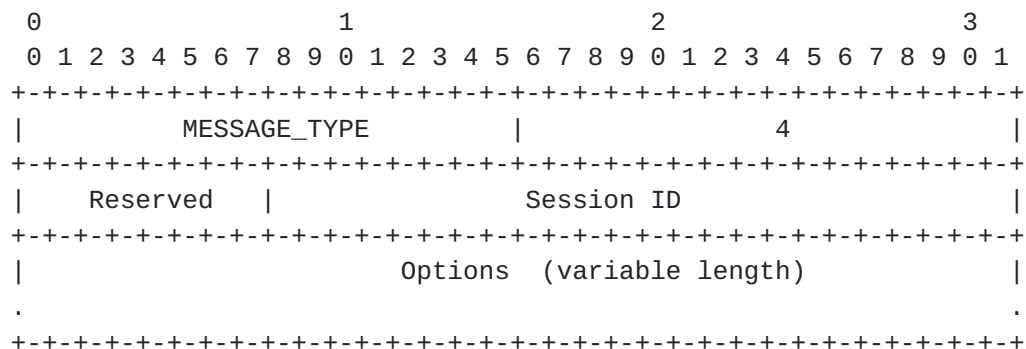 0                   1                   2                   3
 0 1 2 3 4 5 6 7 8 9 0 1 2 3 4 5 6 7 8 9 0 1 2 3 4 5 6 7 8 9 0 1
+-+-+-+-+-+-+-+-+-+-+-+-+-+-+-+-+-+-+-+-+-+-+-+-+-+-+-+-+-+-+-+-+
|          MESSAGE_TYPE         |                4              |
+-+-+-+-+-+-+-+-+-+-+-+-+-+-+-+-+-+-+-+-+-+-+-+-+-+-+-+-+-+-+-+-+
|    Reserved   |                Session ID                     |
+-+-+-+-+-+-+-+-+-+-+-+-+-+-+-+-+-+-+-+-+-+-+-+-+-+-+-+-+-+-+-+-+
|                        Options  (variable length)             |
.                                                               .
+-+-+-+-+-+-+-+-+-+-+-+-+-+-+-+-+-+-+-+-+-+-+-+-+-+-+-+-+-+-+-+-+